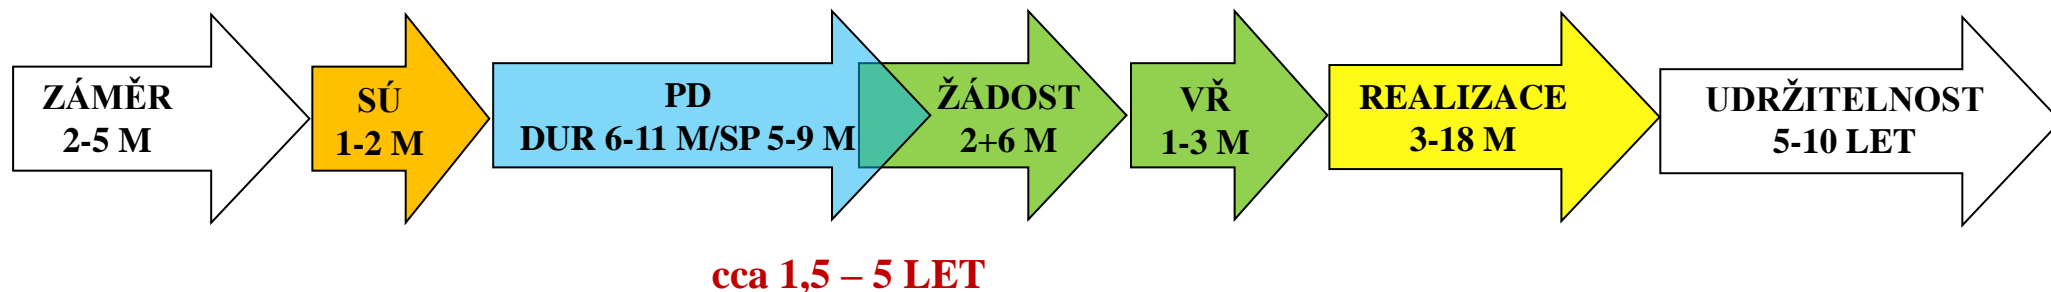 ZÁMĚR
2-5 M
SÚ
1-2 M
PD
DUR 6-11 M/SP 5-9 M
ŽÁDOST
2+6 M
VŘ
1-3 M
REALIZACE
3-18 M
UDRŽITELNOST
5-10 LET
cca 1,5 – 5 LET